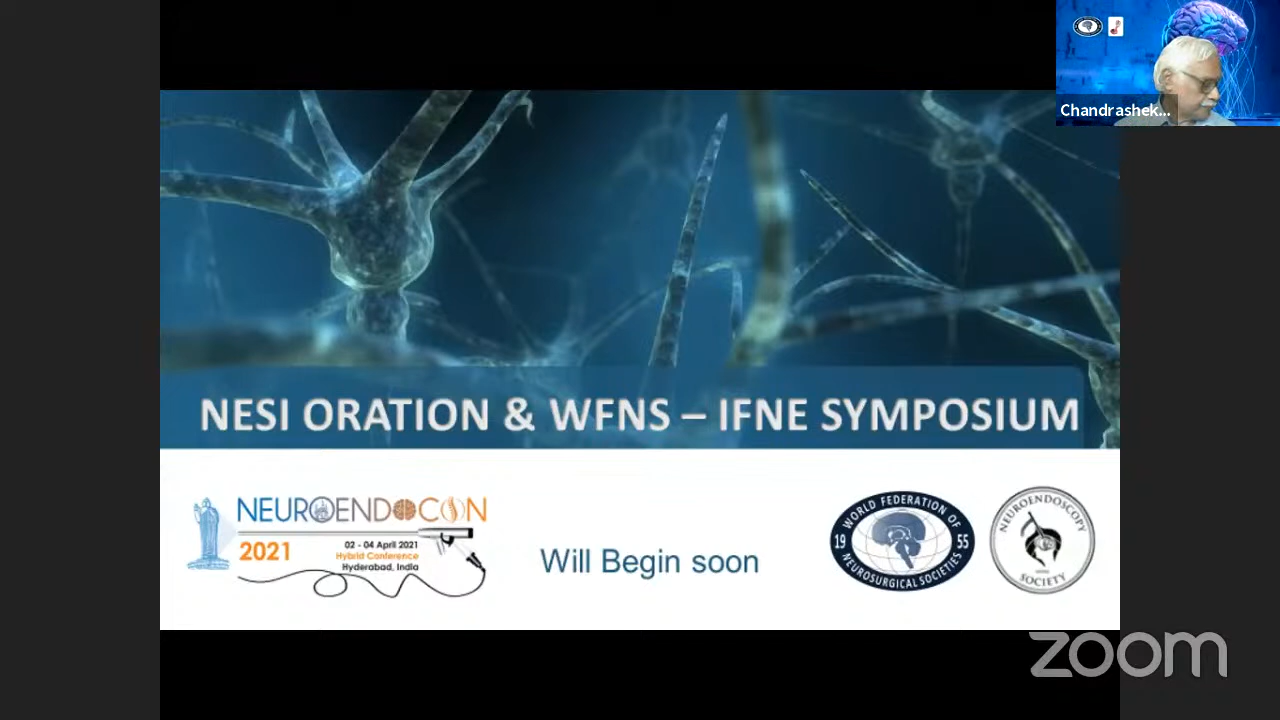 Chandrashek...
NESI ORATION & WFNS – IFNE SYMPOSIUM
NEUROENDOCON
2021
02 - 04 April 2021
Hybrid Conference
Hyderabad, India
Will Begin soon
WORLD FEDERATION OF
19 55
NEUROSURGICAL SOCIETIES
NEUROENDOSCOPY
SOCIETY
zoom